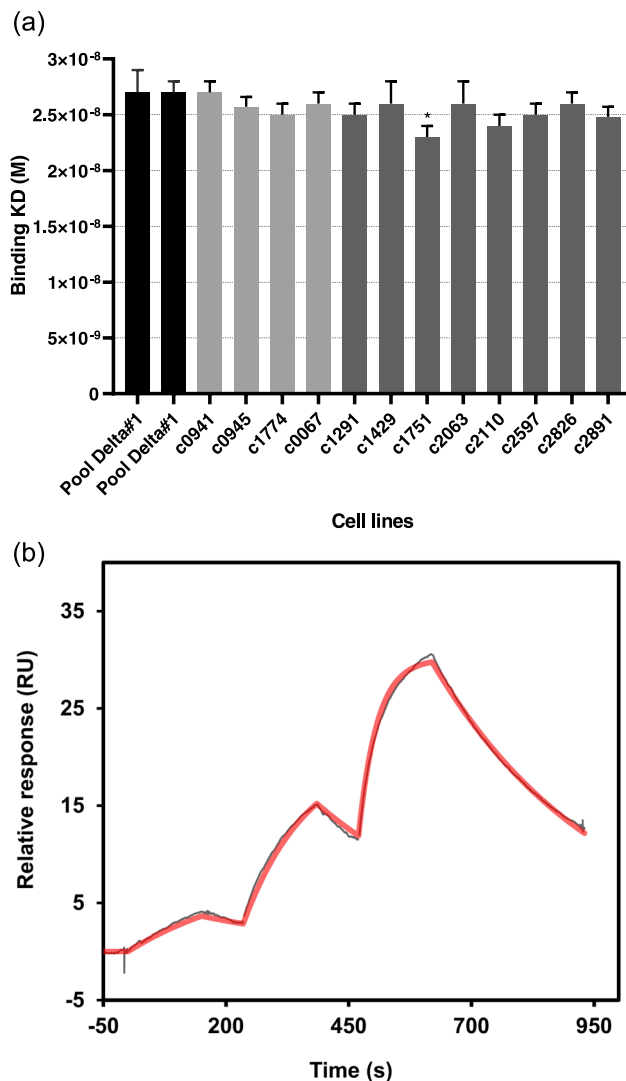 (a)
Binding KD (M)
3×10⁻⁸
2.5×10⁻⁸
2×10⁻⁸
1.5×10⁻⁸
1×10⁻⁸
5×10⁻⁹
0
*
Pool Delta#1
Pool Delta#1
c0941
c0945
c1774
c0067
c1291
c1429
c1751
c2063
c2110
c2597
c2826
c2891
Cell lines
(b)
Relative response (RU)
35
25
15
5
-5
-50
200
450
700
950
Time (s)